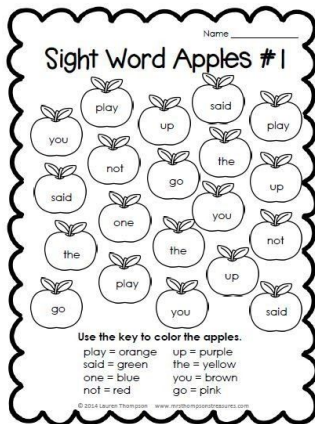 Name
Sight Word Apples #1
play
said
up
play
you
not
the
go
up
said
one
you
not
the
the
up
play
go
you
said
Use the key to color the apples.
play = orange up = purple
said = green the = yellow
one = blue you = brown
not = red go = pink
© 2014 Lauren Thompson www.mrsthompsonstreasures.com